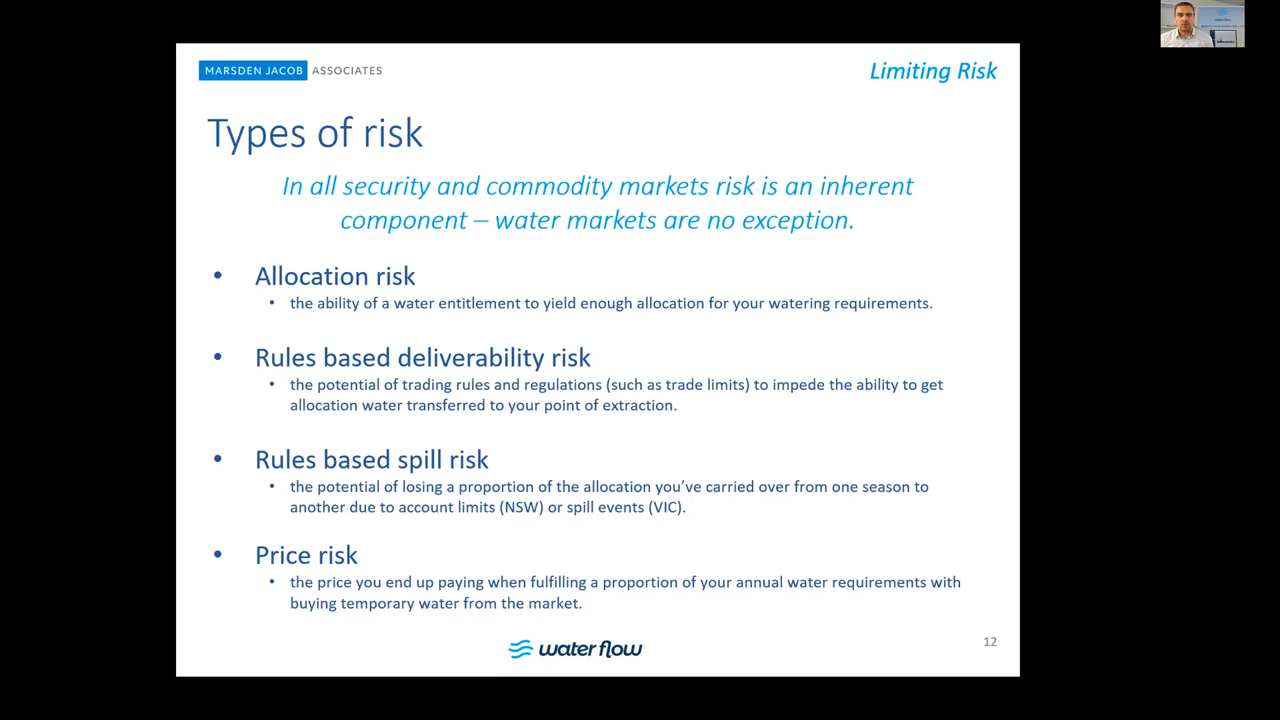 MARSDEN JACOB ASSOCIATES
Limiting Risk
Types of risk
In all security and commodity markets risk is an inherent
component – water markets are no exception.
• Allocation risk
• the ability of a water entitlement to yield enough allocation for your watering requirements.
• Rules based deliverability risk
• the potential of trading rules and regulations (such as trade limits) to impede the ability to get
allocation water transferred to your point of extraction.
• Rules based spill risk
• the potential of losing a proportion of the allocation you’ve carried over from one season to
another due to account limits (NSW) or spill events (VIC).
• Price risk
• the price you end up paying when fulfilling a proportion of your annual water requirements with
buying temporary water from the market.
water flow
12